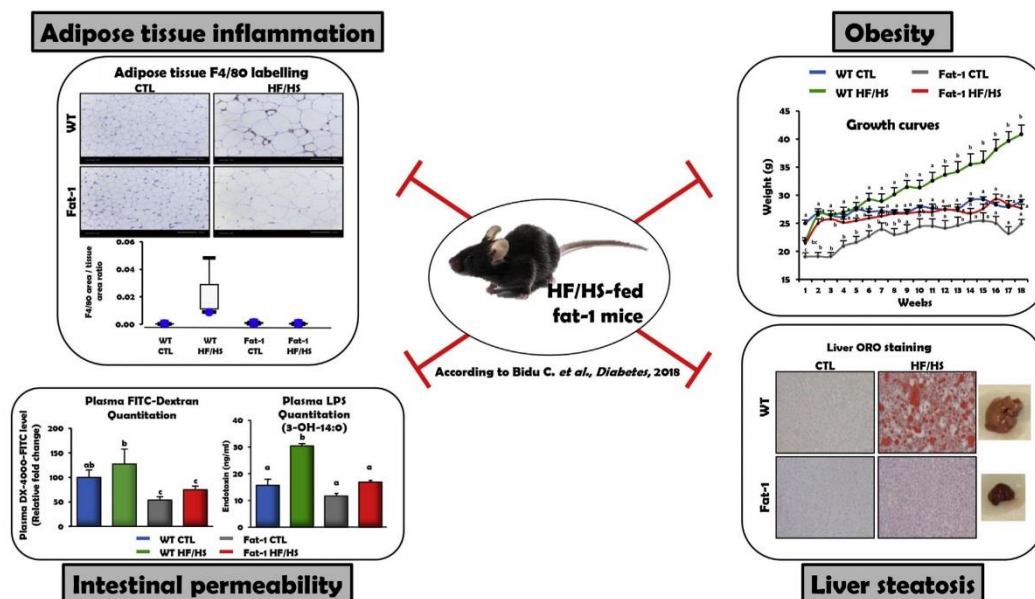 Adipose tissue inflammation
Adipose tissue F4/80 labelling
CTL HF/HS
WT
Fat-1
F4/80 area / tissue
area ratio
0.06
0.04
0.02
0.00
WT
CTL
WT
HF/HS
Fat-1
CTL
Fat-1
HF/HS
Obesity
WT CTL Fat-1 CTL
WT HF/HS Fat-1 HF/HS
Growth curves
Weight (g)
45
40
35
30
25
20
15
1 2 3 4 5 6 7 8 9 10 11 12 13 14 15 16 17 18
Weeks
HF/HS-fed
fat-1 mice
According to Bidu C. et al., Diabetes, 2018
Plasma FITC-Dextran
Quantitation
Plasma DX-4000-FITC level
(Relative fold change)
200
150
100
50
0
ab b c c
Plasma LPS
Quantitation
(3-OH-14:0)
Endotoxin (ng/ml)
40
30
20
10
0
a b a a
WT CTL Fat-1 CTL
WT HF/HS Fat-1 HF/HS
Intestinal permeability
Liver ORO staining
CTL HF/HS
WT
Fat-1
Liver steatosis